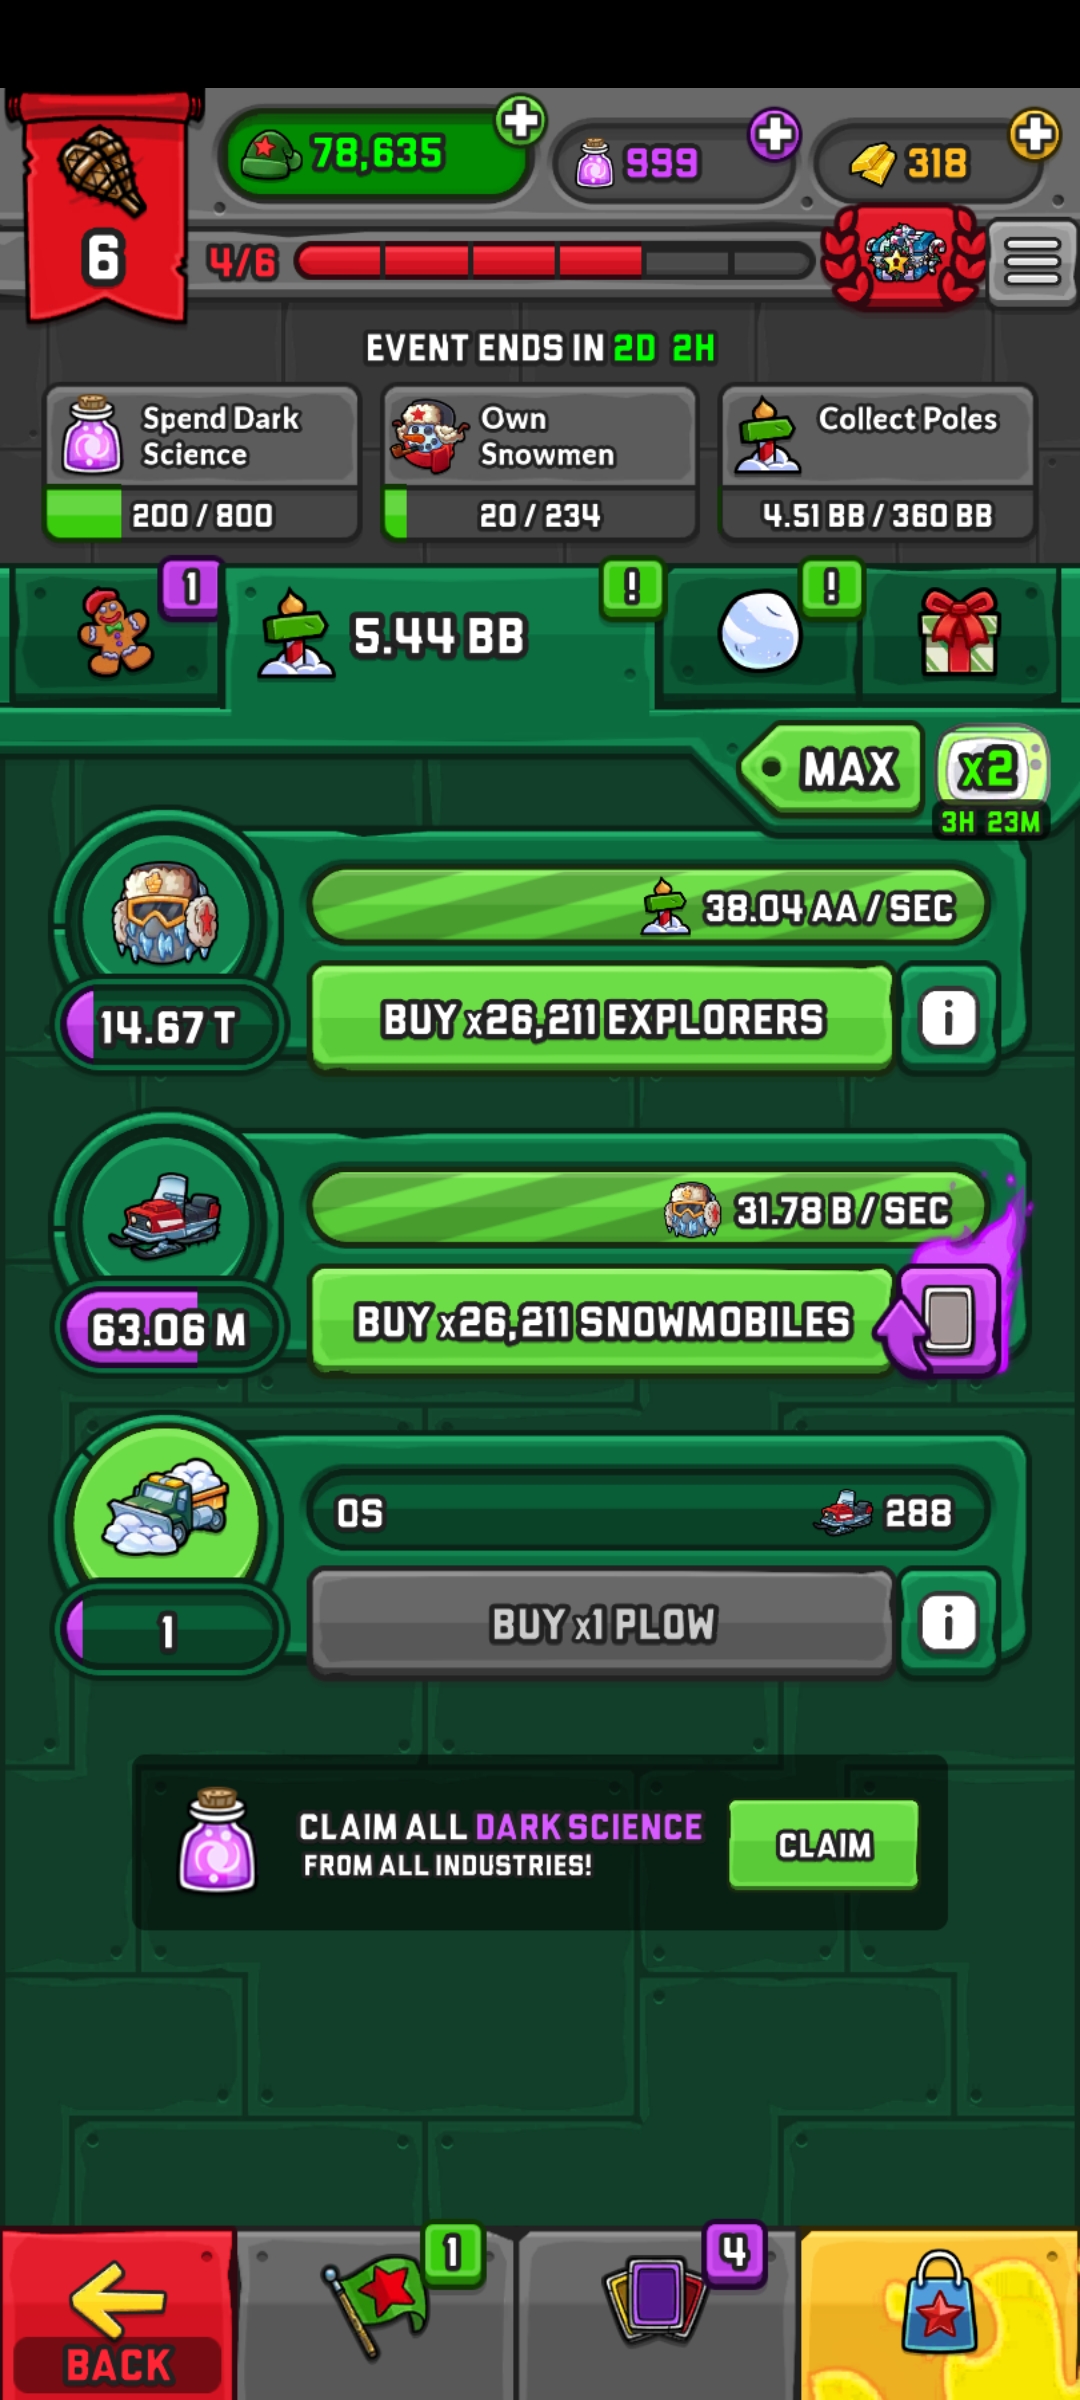 78,635
999
318
6
4/6
EVENT ENDS IN 2D 2H
Spend Dark
Science
200 / 800
Own
Snowmen
20 / 234
Collect Poles
4.51 BB / 360 BB
1
5.44 BB
!
!
MAX
x2
3H 23M
38.04 AA / SEC
14.67 T
BUY x26,211 EXPLORERS
i
31.78 B / SEC
63.06 M
BUY x26,211 SNOWMOBILES
0S
288
1
BUY x1 PLOW
i
CLAIM ALL DARK SCIENCE
FROM ALL INDUSTRIES!
CLAIM
BACK
1
4